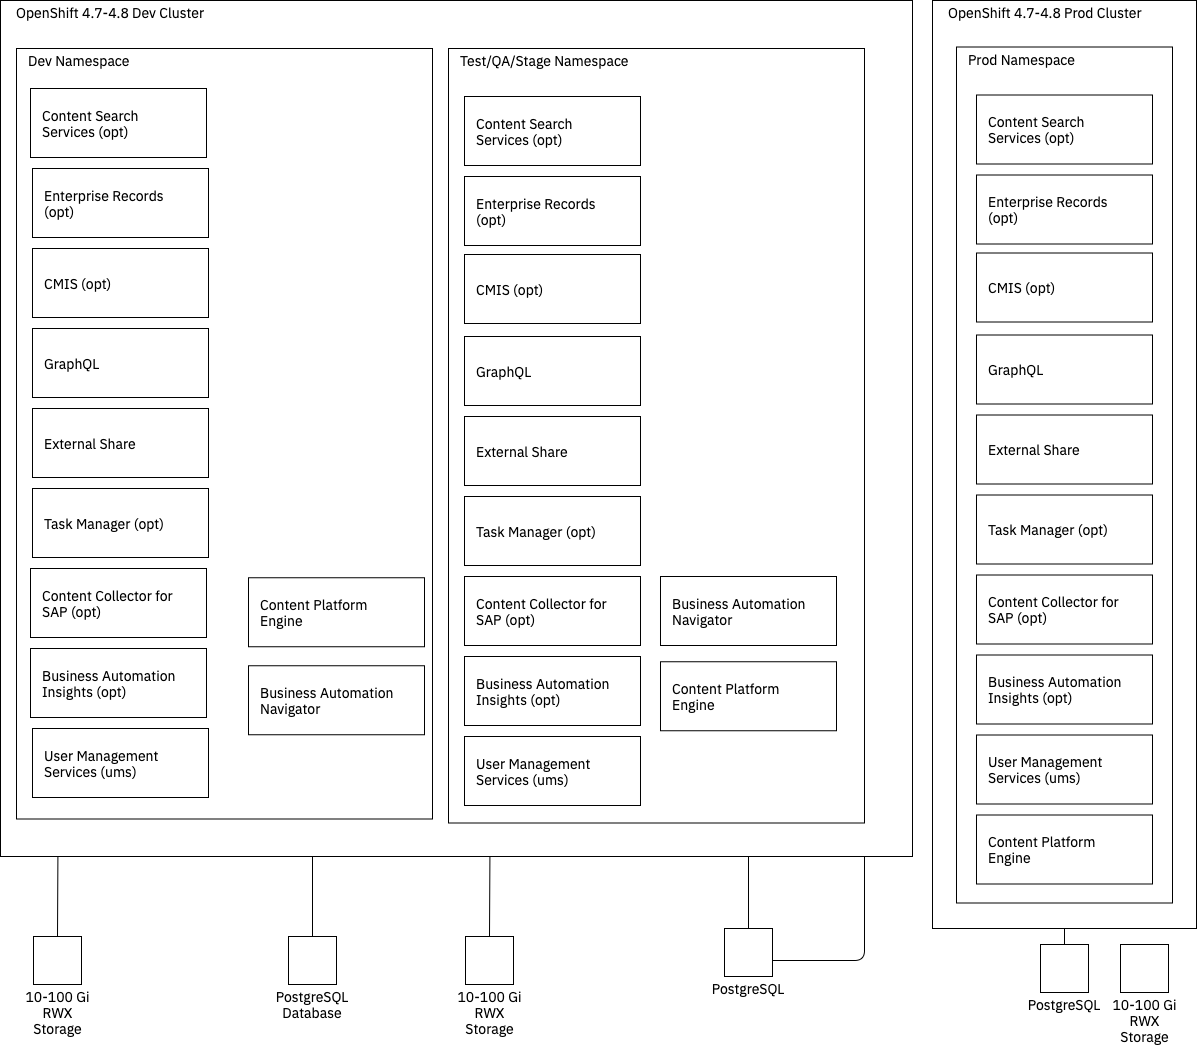 OpenShift 4.7-4.8 Dev Cluster
Dev Namespace
Content Search
Services (opt)
Enterprise Records
(opt)
CMIS (opt)
GraphQL
External Share
Task Manager (opt)
Content Collector for
SAP (opt)
Business Automation
Insights (opt)
User Management
Services (ums)
Content Platform
Engine
Business Automation
Navigator
Test/QA/Stage Namespace
Content Search
Services (opt)
Enterprise Records
(opt)
CMIS (opt)
GraphQL
External Share
Task Manager (opt)
Content Collector for
SAP (opt)
Business Automation
Insights (opt)
User Management
Services (ums)
Business Automation
Navigator
Content Platform
Engine
10-100 Gi
RWX
Storage
PostgreSQL
Database
10-100 Gi
RWX
Storage
PostgreSQL
OpenShift 4.7-4.8 Prod Cluster
Prod Namespace
Content Search
Services (opt)
Enterprise Records
(opt)
CMIS (opt)
GraphQL
External Share
Task Manager (opt)
Content Collector for
SAP (opt)
Business Automation
Insights (opt)
User Management
Services (ums)
Content Platform
Engine
PostgreSQL
10-100 Gi
RWX
Storage